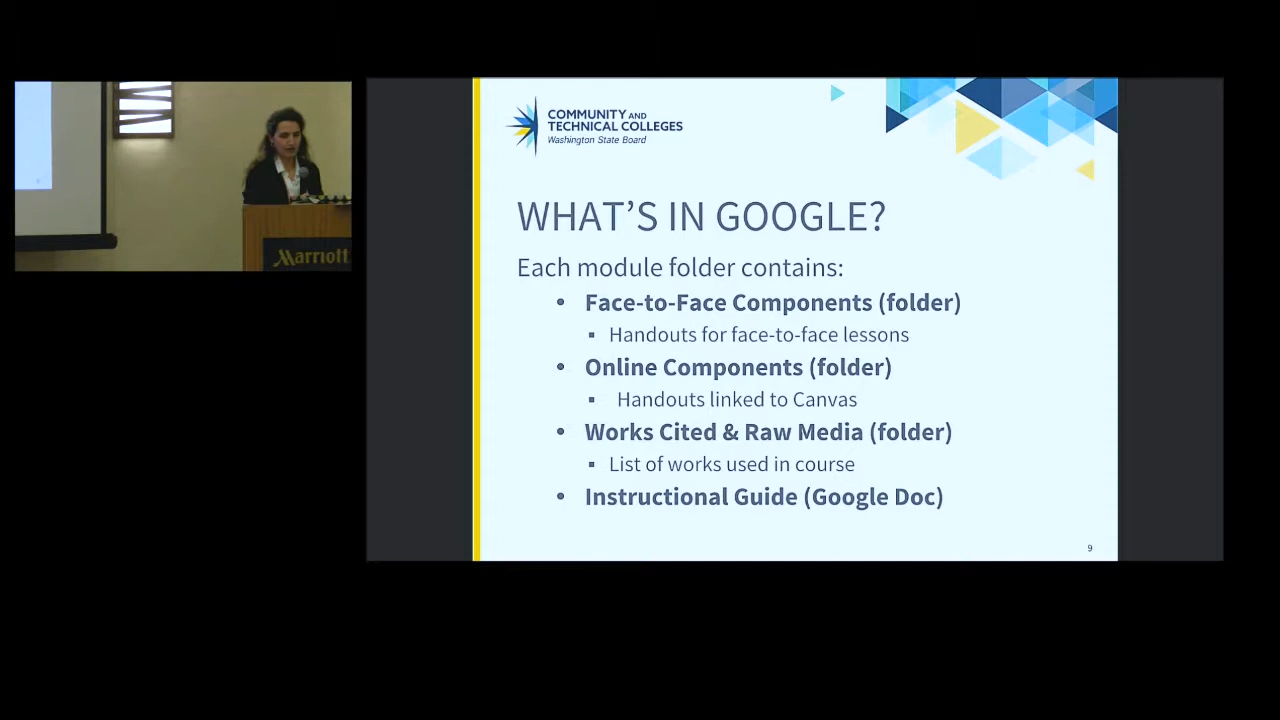 Marriott
COMMUNITY AND
TECHNICAL COLLEGES
Washington State Board
WHAT'S IN GOOGLE?
Each module folder contains:
• Face-to-Face Components (folder)
▪ Handouts for face-to-face lessons
• Online Components (folder)
▪ Handouts linked to Canvas
• Works Cited & Raw Media (folder)
▪ List of works used in course
• Instructional Guide (Google Doc)
9